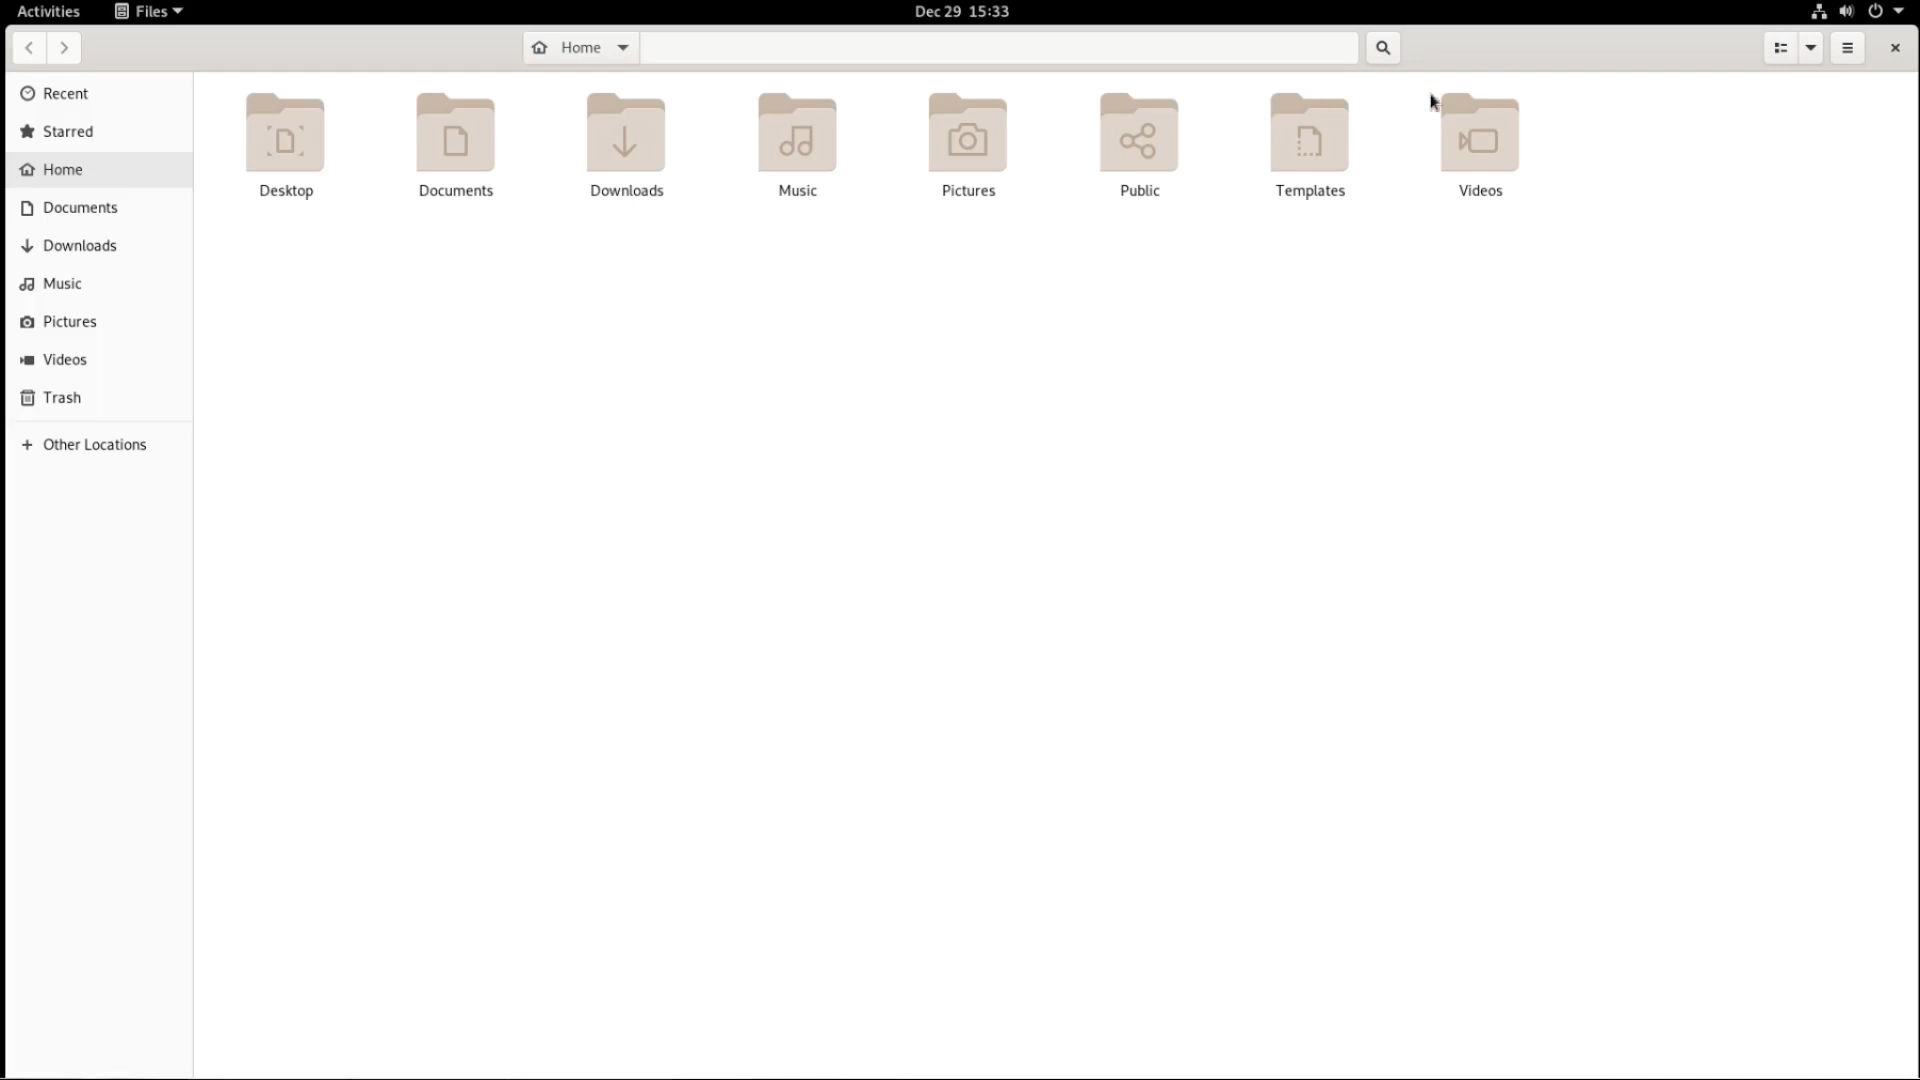 Activities Files Dec 29 15:33
Home
Recent
Starred
Home
Documents
Downloads
Music
Pictures
Videos
Trash
Other Locations
Desktop Documents Downloads Music Pictures Public Templates Videos